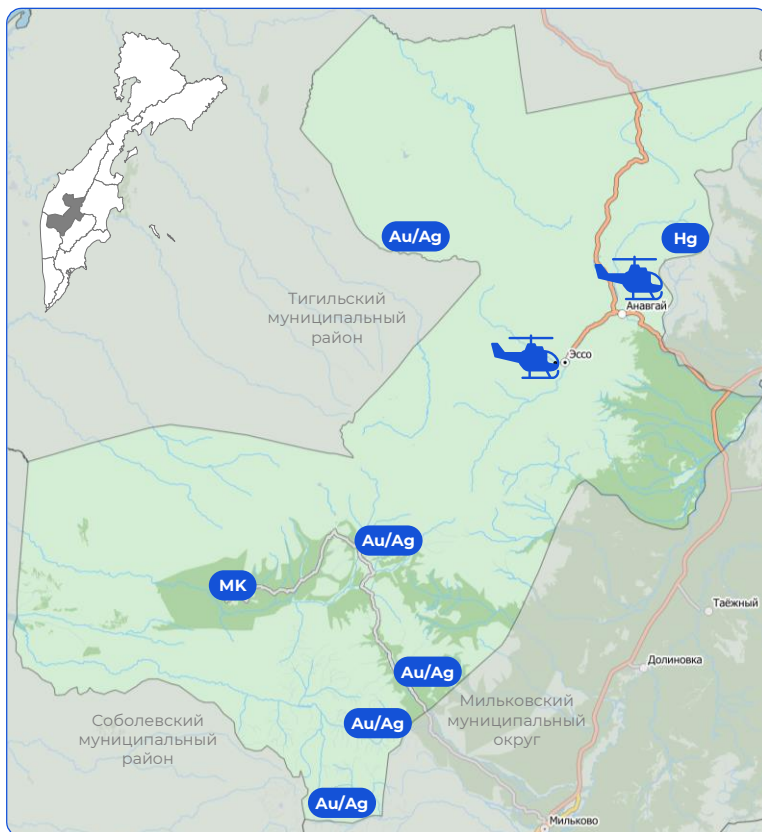 Au/Ag
Hg
Тигильский
муниципальный
район
Анавгай
Эссо
Au/Ag
МК
Таёжный
Au/Ag
Долиновка
Соболевский
муниципальный
район
Au/Ag
Мильковский
муниципальный
округ
Au/Ag
Мильково